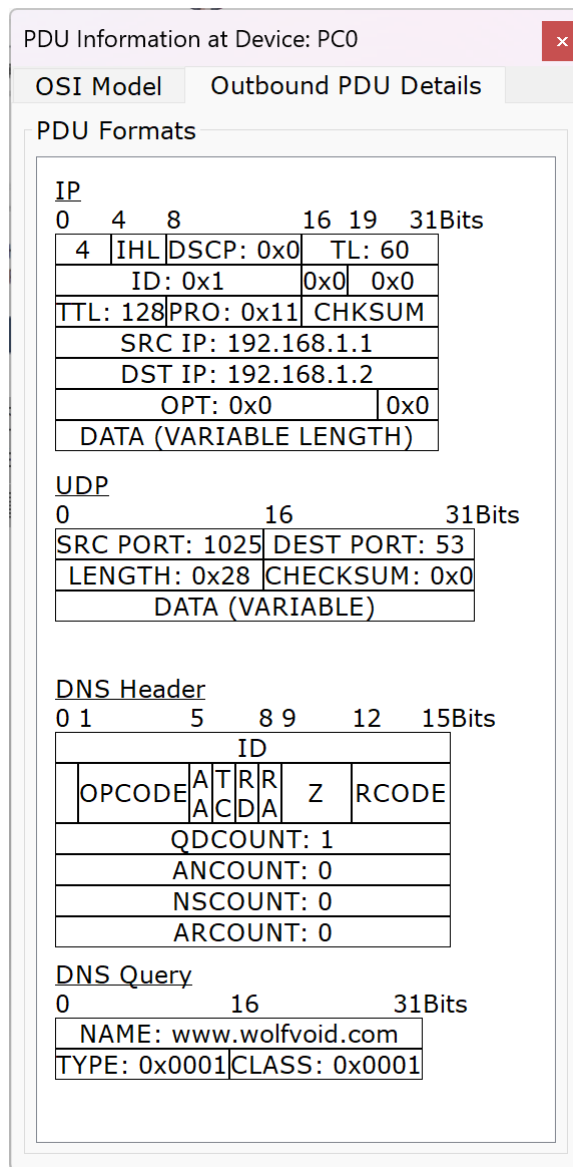 PDU Information at Device: PC0
×
OSI Model Outbound PDU Details
PDU Formats
IP
0 4 8 16 19 31Bits
4 IHL DSCP: 0x0 TL: 60
ID: 0x1 0x0 0x0
TTL: 128 PRO: 0x11 CHKSUM
SRC IP: 192.168.1.1
DST IP: 192.168.1.2
OPT: 0x0 0x0
DATA (VARIABLE LENGTH)
UDP
0 16 31Bits
SRC PORT: 1025 DEST PORT: 53
LENGTH: 0x28 CHECKSUM: 0x0
DATA (VARIABLE)
DNS Header
0 1 5 8 9 12 15Bits
ID
OPCODE AA TC RD RA Z RCODE
QDCOUNT: 1
ANCOUNT: 0
NSCOUNT: 0
ARCOUNT: 0
DNS Query
0 16 31Bits
NAME: www.wolfvoid.com
TYPE: 0x0001 CLASS: 0x0001